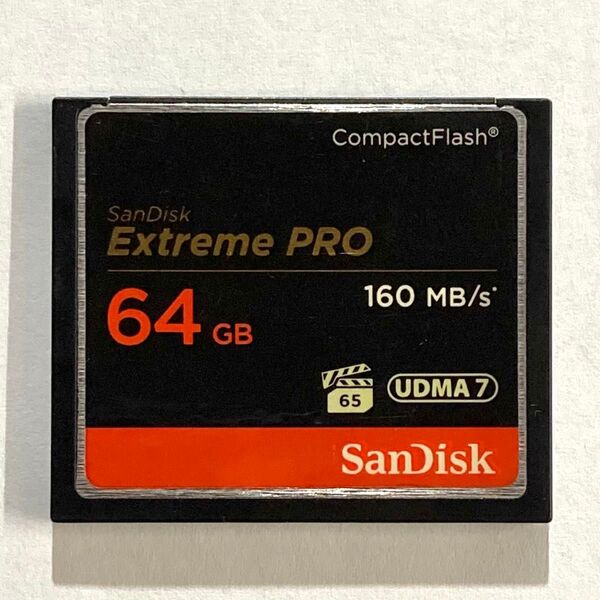 CompactFlash®
SanDisk
Extreme PRO
160 MB/s*
64 GB
65 UDMA 7
SanDisk